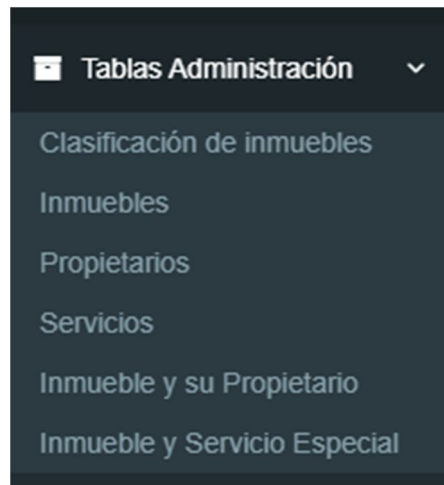 Tablas Administración
Clasificación de inmuebles
Inmuebles
Propietarios
Servicios
Inmueble y su Propietario
Inmueble y Servicio Especial